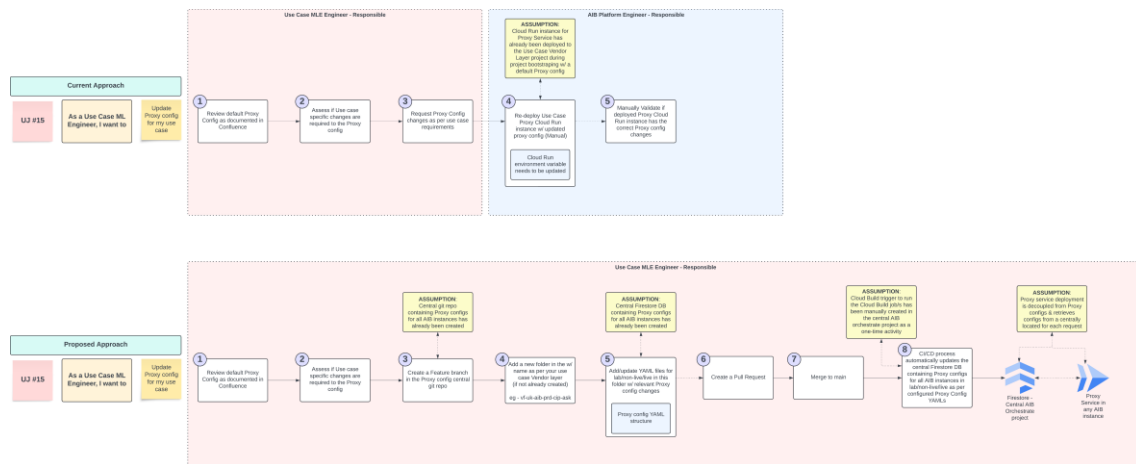 Use Case MLE Engineer - Responsible
AIB Platform Engineer - Responsible
ASSUMPTION:
Cloud Run instance for
Proxy Service has
already been deployed to
the Use Case Vendor
Layer project during
project bootstraping w/ a
default Proxy config
Current Approach
UJ #15
As a Use Case ML
Engineer, I want to
Update
Proxy config
for my use
case
1
Review default Proxy
Config as documented in
Confluence
2
Assess if Use case
specific changes are
required to the Proxy
config
3
Request Proxy Config
changes as per use case
requirements
4
Re-deploy Use Case
Proxy Cloud Run
instance w/ updated
proxy config (Manual)
Cloud Run
environment variable
needs to be updated
5
Manually Validate if
deployed Proxy Cloud
Run instance has the
correct Proxy config
changes
Use Case MLE Engineer - Responsible
ASSUMPTION:
Central git repo
containing Proxy configs
for all AIB instances has
already been created
ASSUMPTION:
Central Firestore DB
containing Proxy configs
for all AIB instances has
already been created
ASSUMPTION:
Cloud Build trigger to run
the Cloud Build job/s has
been manually created in
the central AIB
orchestrate project as a
one-time activity
ASSUMPTION:
Proxy service deployment
is decoupled from Proxy
configs & retrieves
configs from a centrally
located for each request
Proposed Approach
UJ #15
As a Use Case ML
Engineer, I want to
Update
Proxy config
for my use
case
1
Review default Proxy
Config as documented in
Confluence
2
Assess if Use case
specific changes are
required to the Proxy
config
3
Create a Feature branch
in the Proxy config central
git repo
4
Add a new folder in the w/
name as per your use
case Vendor layer
(if not already created)
eg - vf-uk-aib-prd-cip-ask
5
Add/update YAML files for
lab/non-live/live in this
folder w/ relevant Proxy
config changes
Proxy config YAML
structure
6
Create a Pull Request
7
Merge to main
8
CI/CD process
automatically updates the
central Firestore DB
containing Proxy configs
for all AIB instances in
lab/non-live/live as per
configured Proxy Config
YAMLs
Firestore -
Central AIB
Orchestrate
project
Proxy
Service in
any AIB
instance